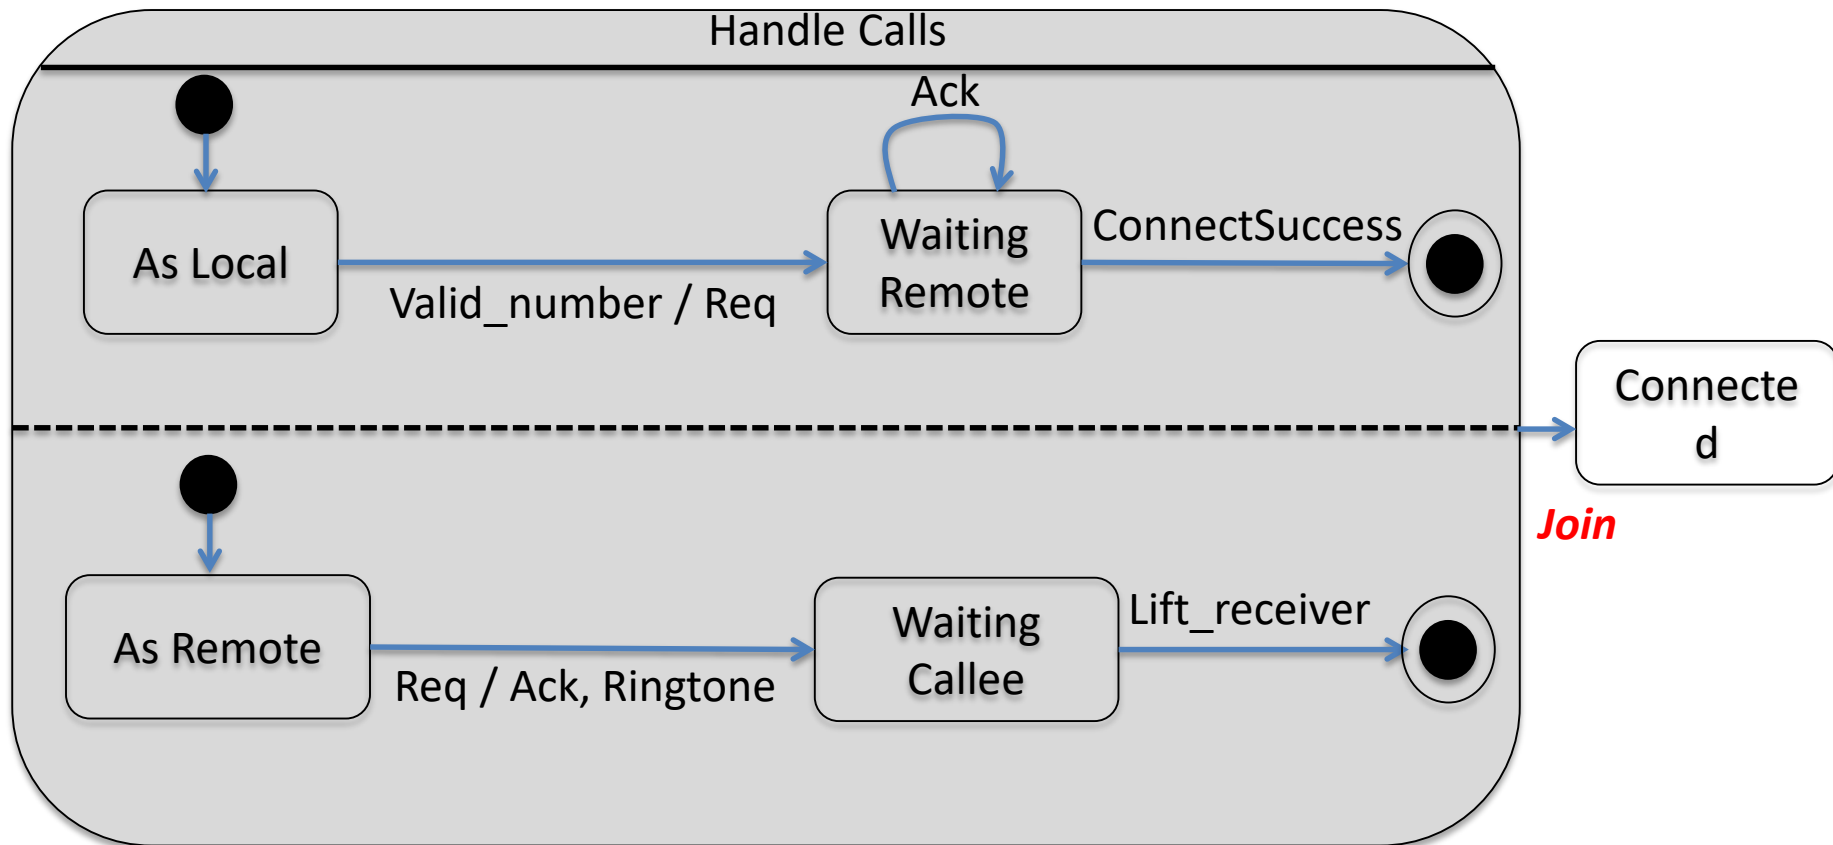 Handle Calls
Ack
As Local
Valid_number / Req
Waiting
Remote
ConnectSuccess
Connecte
d
Join
As Remote
Req / Ack, Ringtone
Waiting
Callee
Lift_receiver